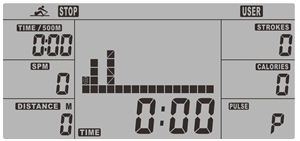 STOP USER
TIME/500M
0:00
SPM
0
DISTANCE M
0
TIME 0:00
STROKES
0
CALORIES
0
PULSE P